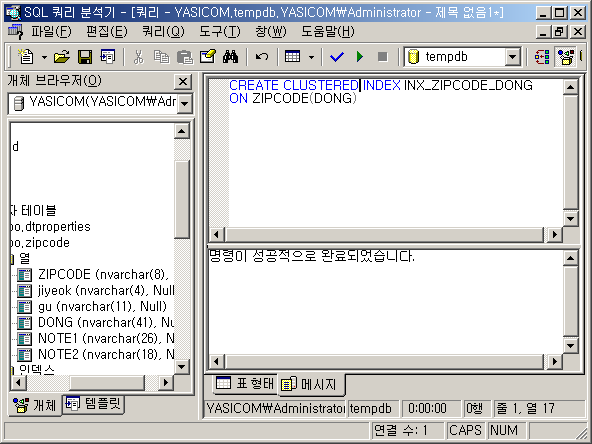 SQL 쿼리 분석기 - [쿼리 - YASICOM.tempdb.YASICOM\Administrator - 제목 없음1*]
파일(F) 편집(E) 쿼리(Q) 도구(T) 창(W) 도움말(H)
tempdb
개체 브라우저(O)
YASICOM(YASICOM\Adr
d
자 테이블
oo.dtproperties
oo.zipcode
열
ZIPCODE (nvarchar(8),
jiyeok (nvarchar(4), Null
gu (nvarchar(11), Null)
DONG (nvarchar(41), Nu
NOTE1 (nvarchar(26), N
NOTE2 (nvarchar(18), N
인덱스
개체 템플릿
CREATE CLUSTERED INDEX INX_ZIPCODE_DONG
ON ZIPCODE(DONG)
명령이 성공적으로 완료되었습니다.
표 형태 메시지
YASICOM\Administrator tempdb 0:00:00 0행 줄 1, 열 17
연결 수: 1 CAPS NUM